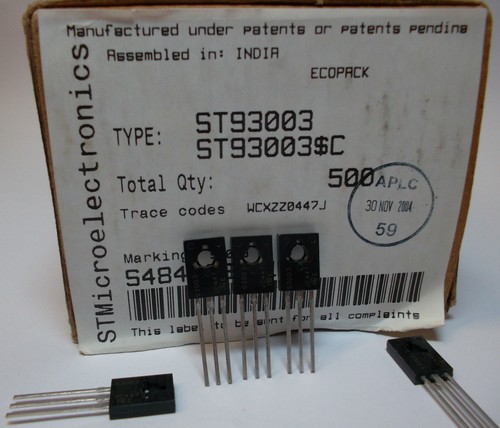 Manufactured under patents or patents pending
Assembled in: INDIA
ECOPACK
STMicroelectronics
TYPE: ST93003
ST93003$C
Total Qty: 500
Trace codes WCXZZ0447J
APLC
30 NOV 2004
59
Marking
S484
This label to be sent for all complaints